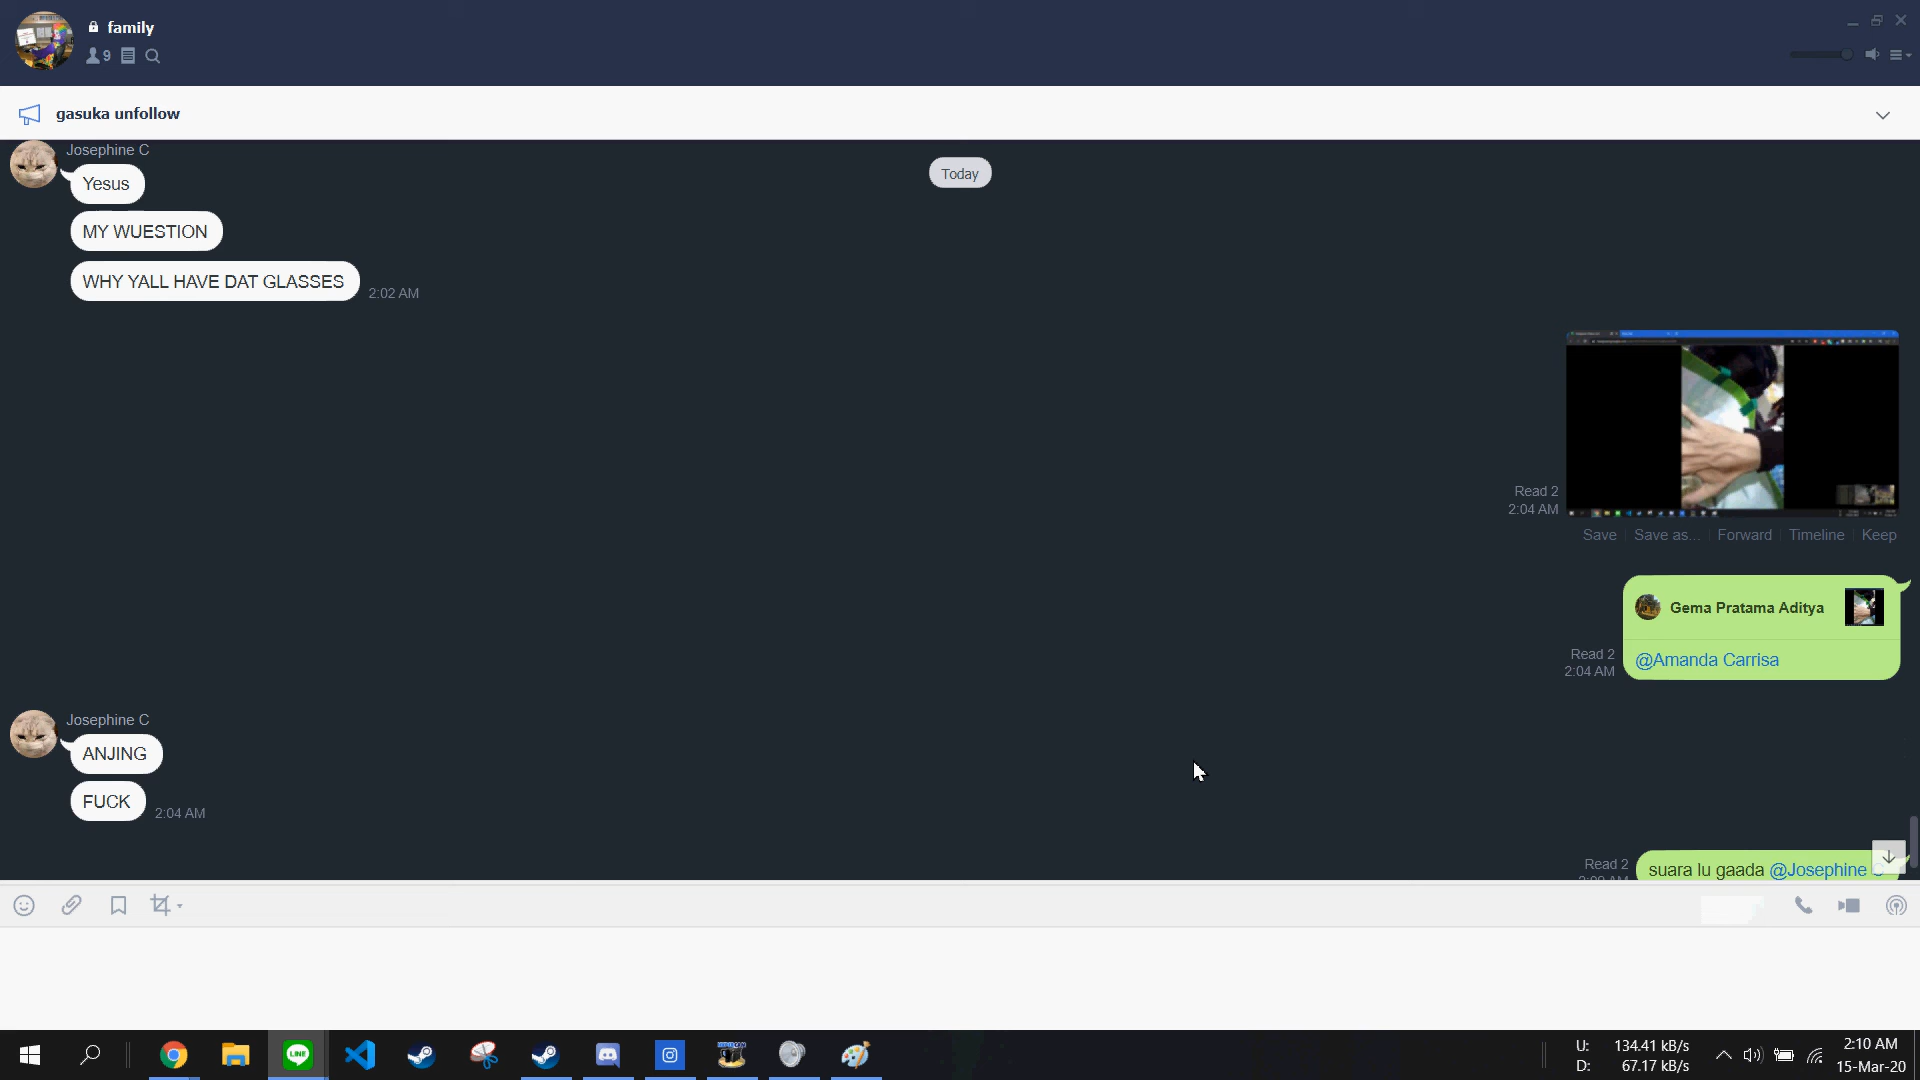 family
9
gasuka unfollow
Josephine C
Today
Yesus
MY WUESTION
WHY YALL HAVE DAT GLASSES
2:02 AM
Read 2
2:04 AM
Save
Save as...
Forward
Timeline
Keep
Gema Pratama Aditya
@Amanda Carrisa
Read 2
2:04 AM
Josephine C
ANJING
FUCK
2:04 AM
Read 2
suara lu gaada @Josephine C
LINE
U: 134.41 kB/s
D: 67.17 kB/s
2:10 AM
15-Mar-20